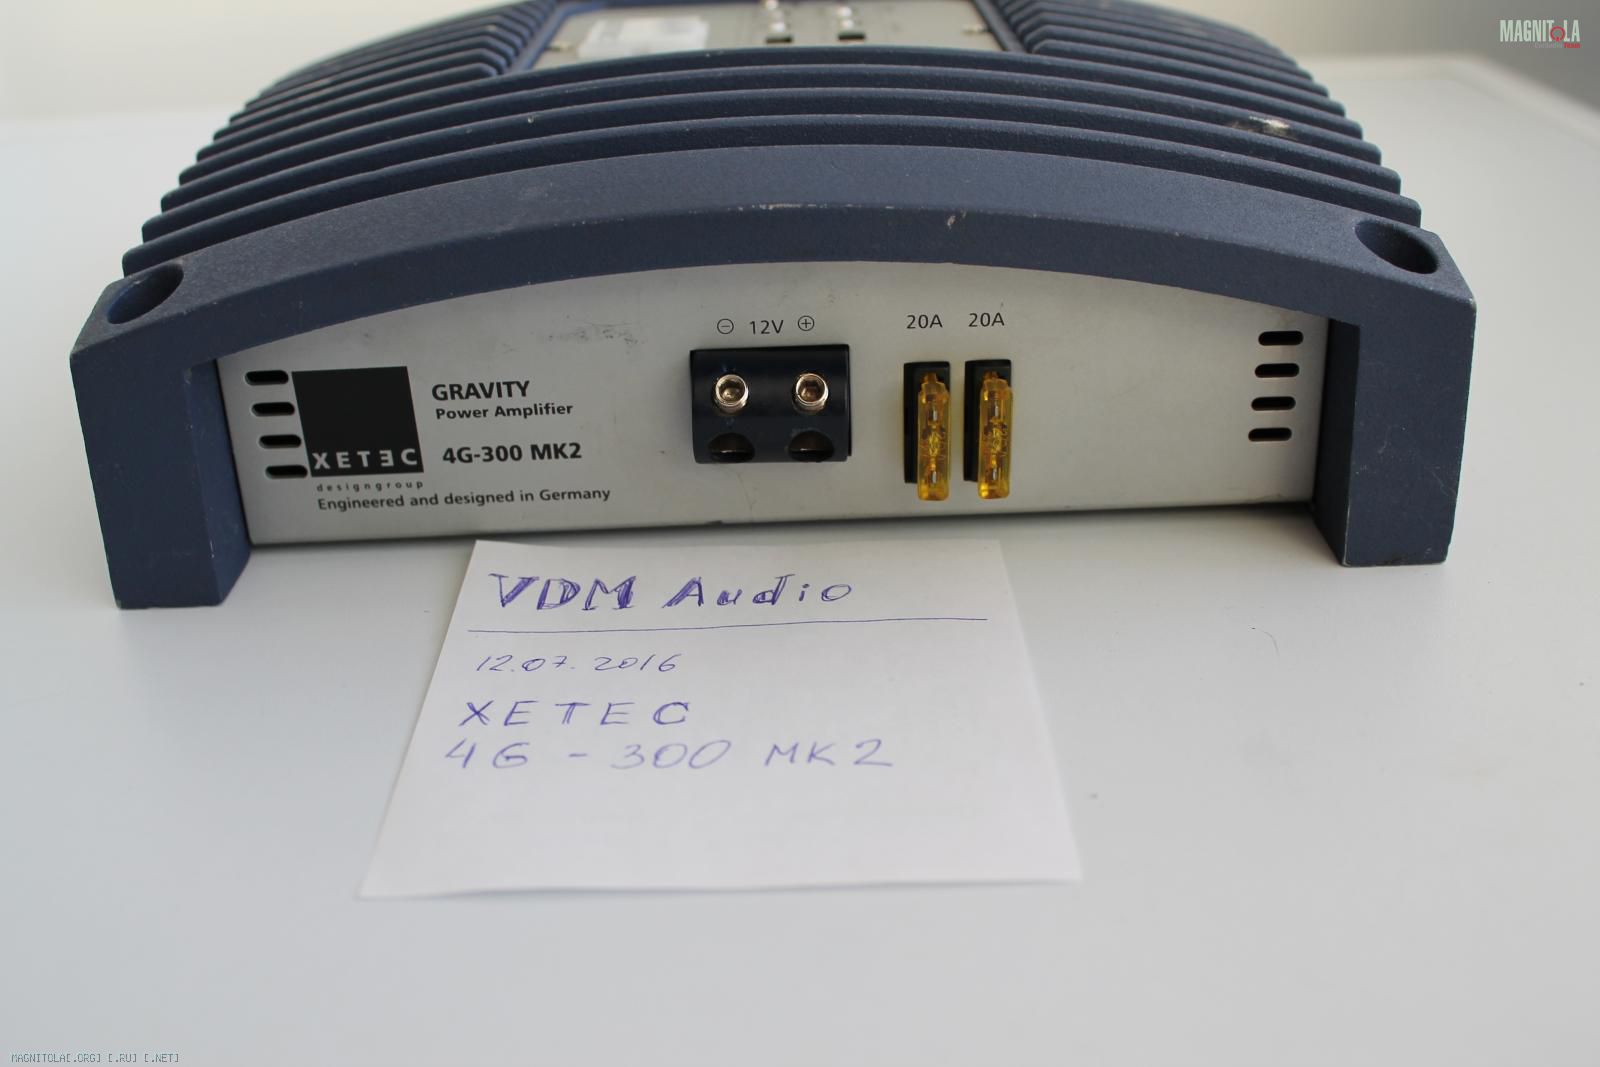 MAGNITOLA
⊖ 12V ⊕
20A 20A
GRAVITY
Power Amplifier
4G-300 MK2
XETEC
designgroup
Engineered and designed in Germany
VDM Audio
12.07.2016
XETEC
4G - 300 MK2
MAGNITOLA[.ORG] [.RU] [.NET]